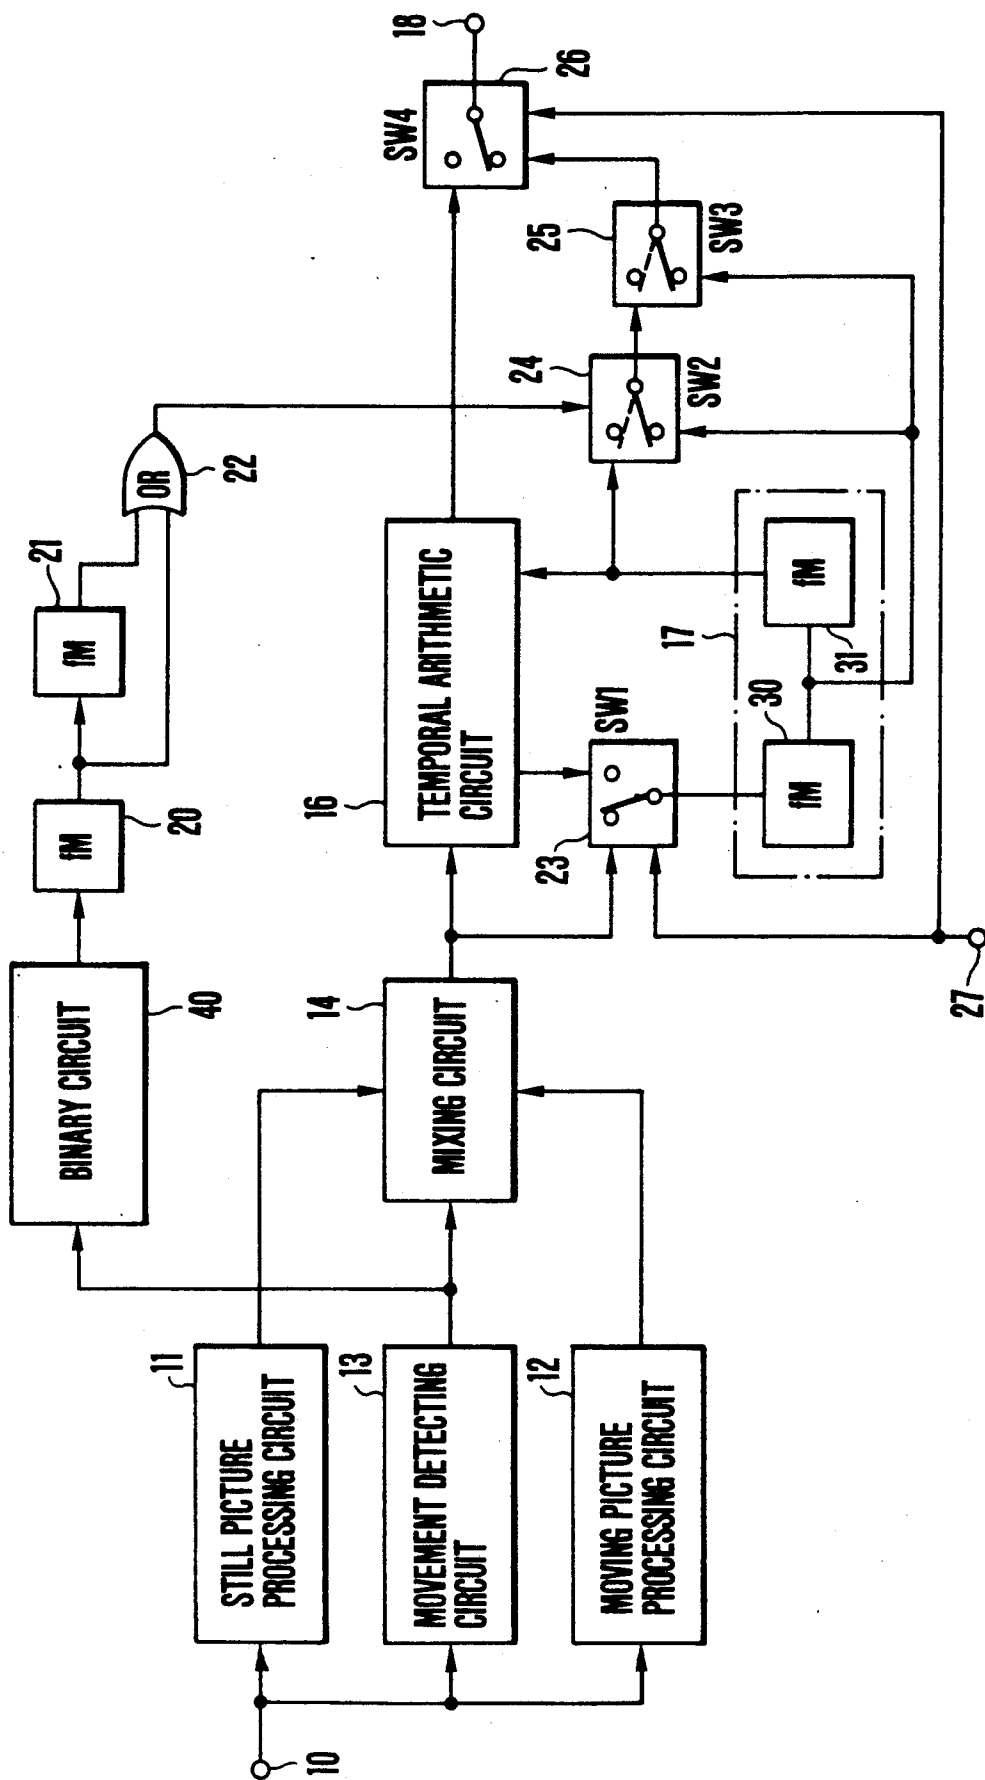 10
11
STILL PICTURE
PROCESSING CIRCUIT
13
MOVEMENT DETECTING
CIRCUIT
12
MOVING PICTURE
PROCESSING CIRCUIT
BINARY CIRCUIT
40
14
MIXING CIRCUIT
fM
20
fM
21
OR
22
16
TEMPORAL ARITHMETIC
CIRCUIT
23
SW1
27
17
30
fM
31
fM
24
SW2
25
SW3
SW4
26
18